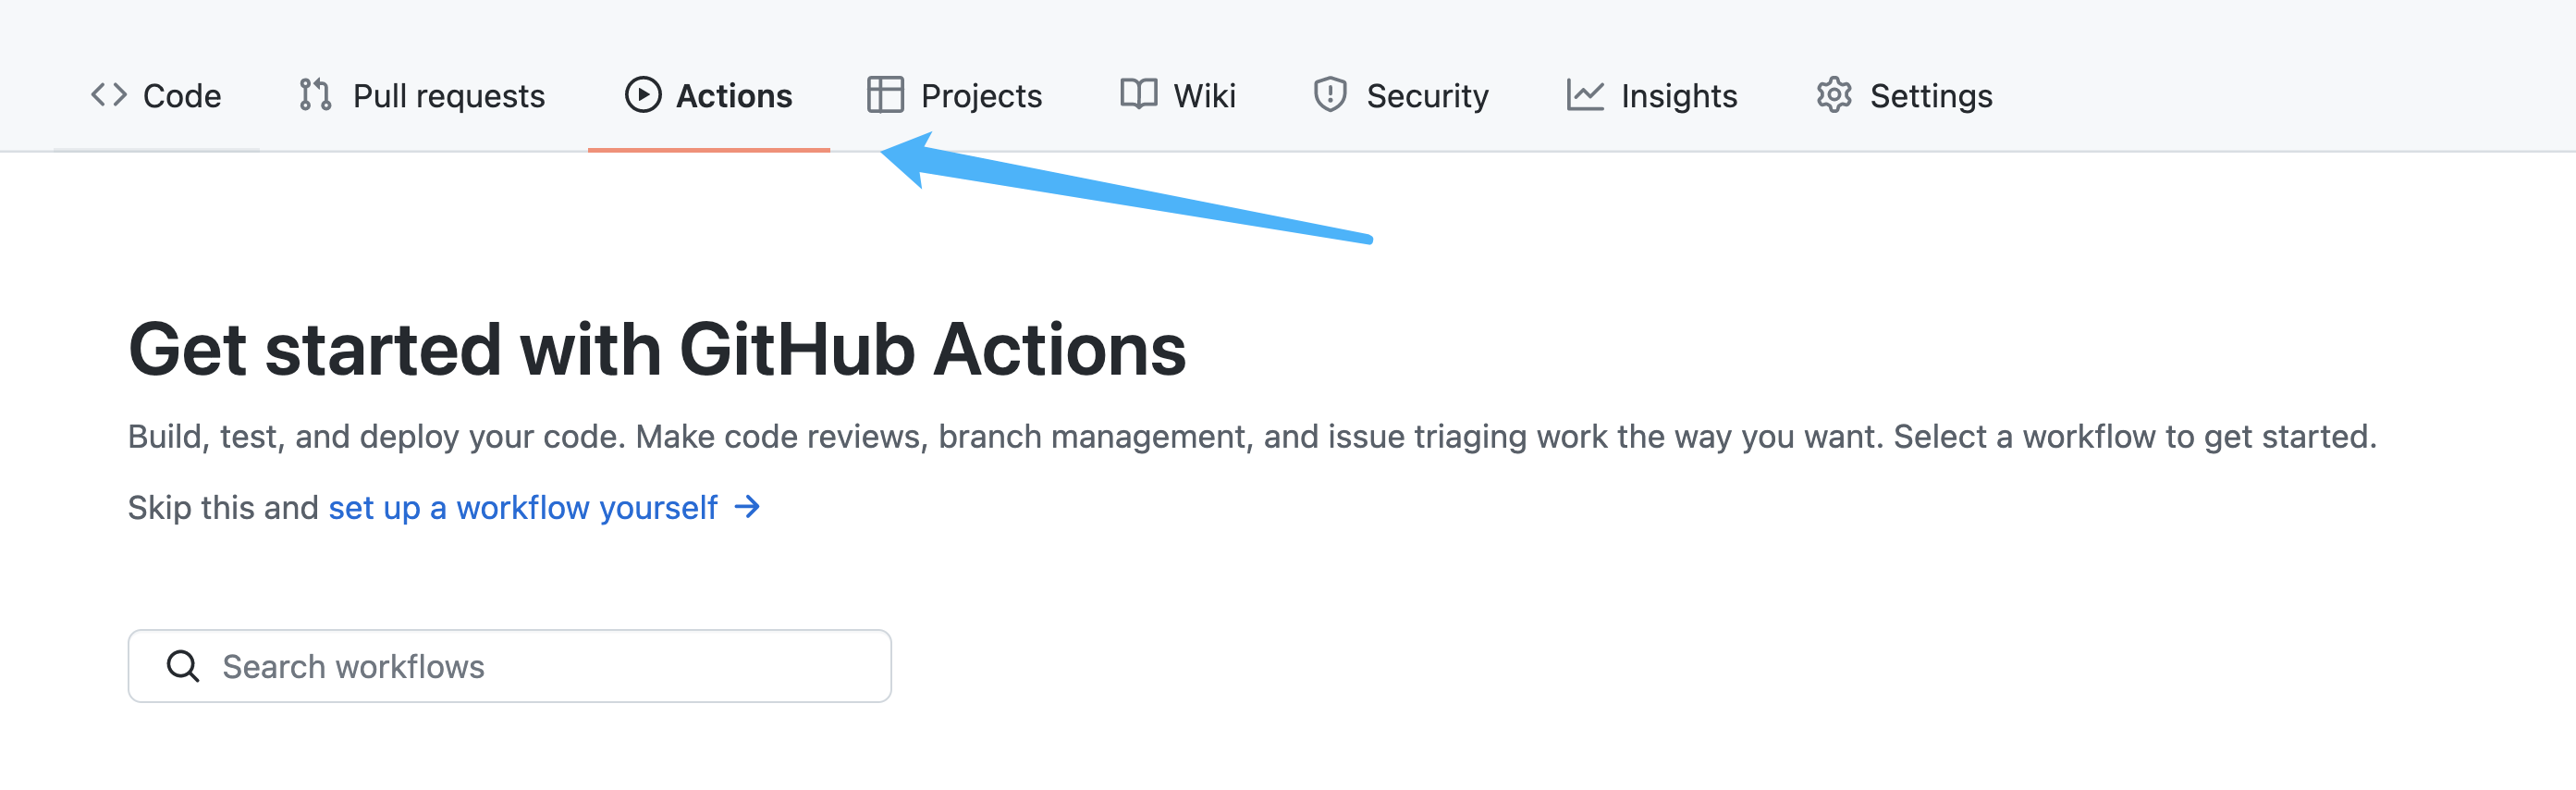 Code Pull requests Actions Projects Wiki Security Insights Settings
Get started with GitHub Actions
Build, test, and deploy your code. Make code reviews, branch management, and issue triaging work the way you want. Select a workflow to get started.
Skip this and set up a workflow yourself →
Search workflows